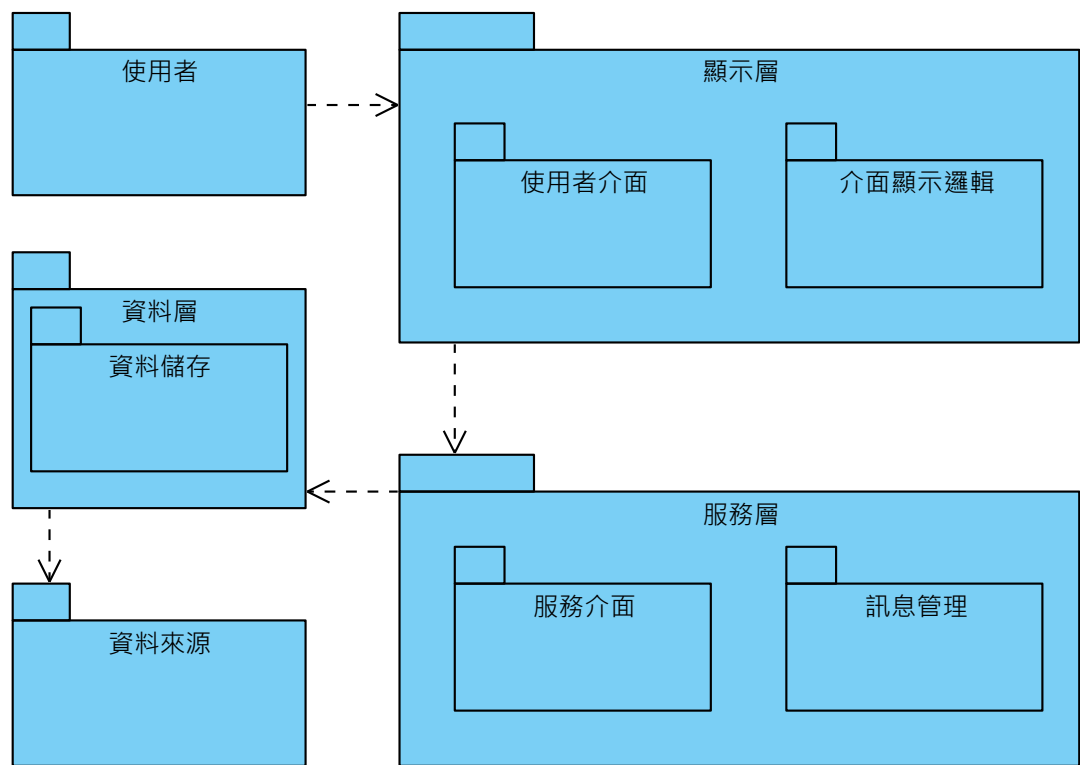 使用者
顯示層
使用者介面
介面顯示邏輯
資料層
資料儲存
服務層
服務介面
訊息管理
資料來源